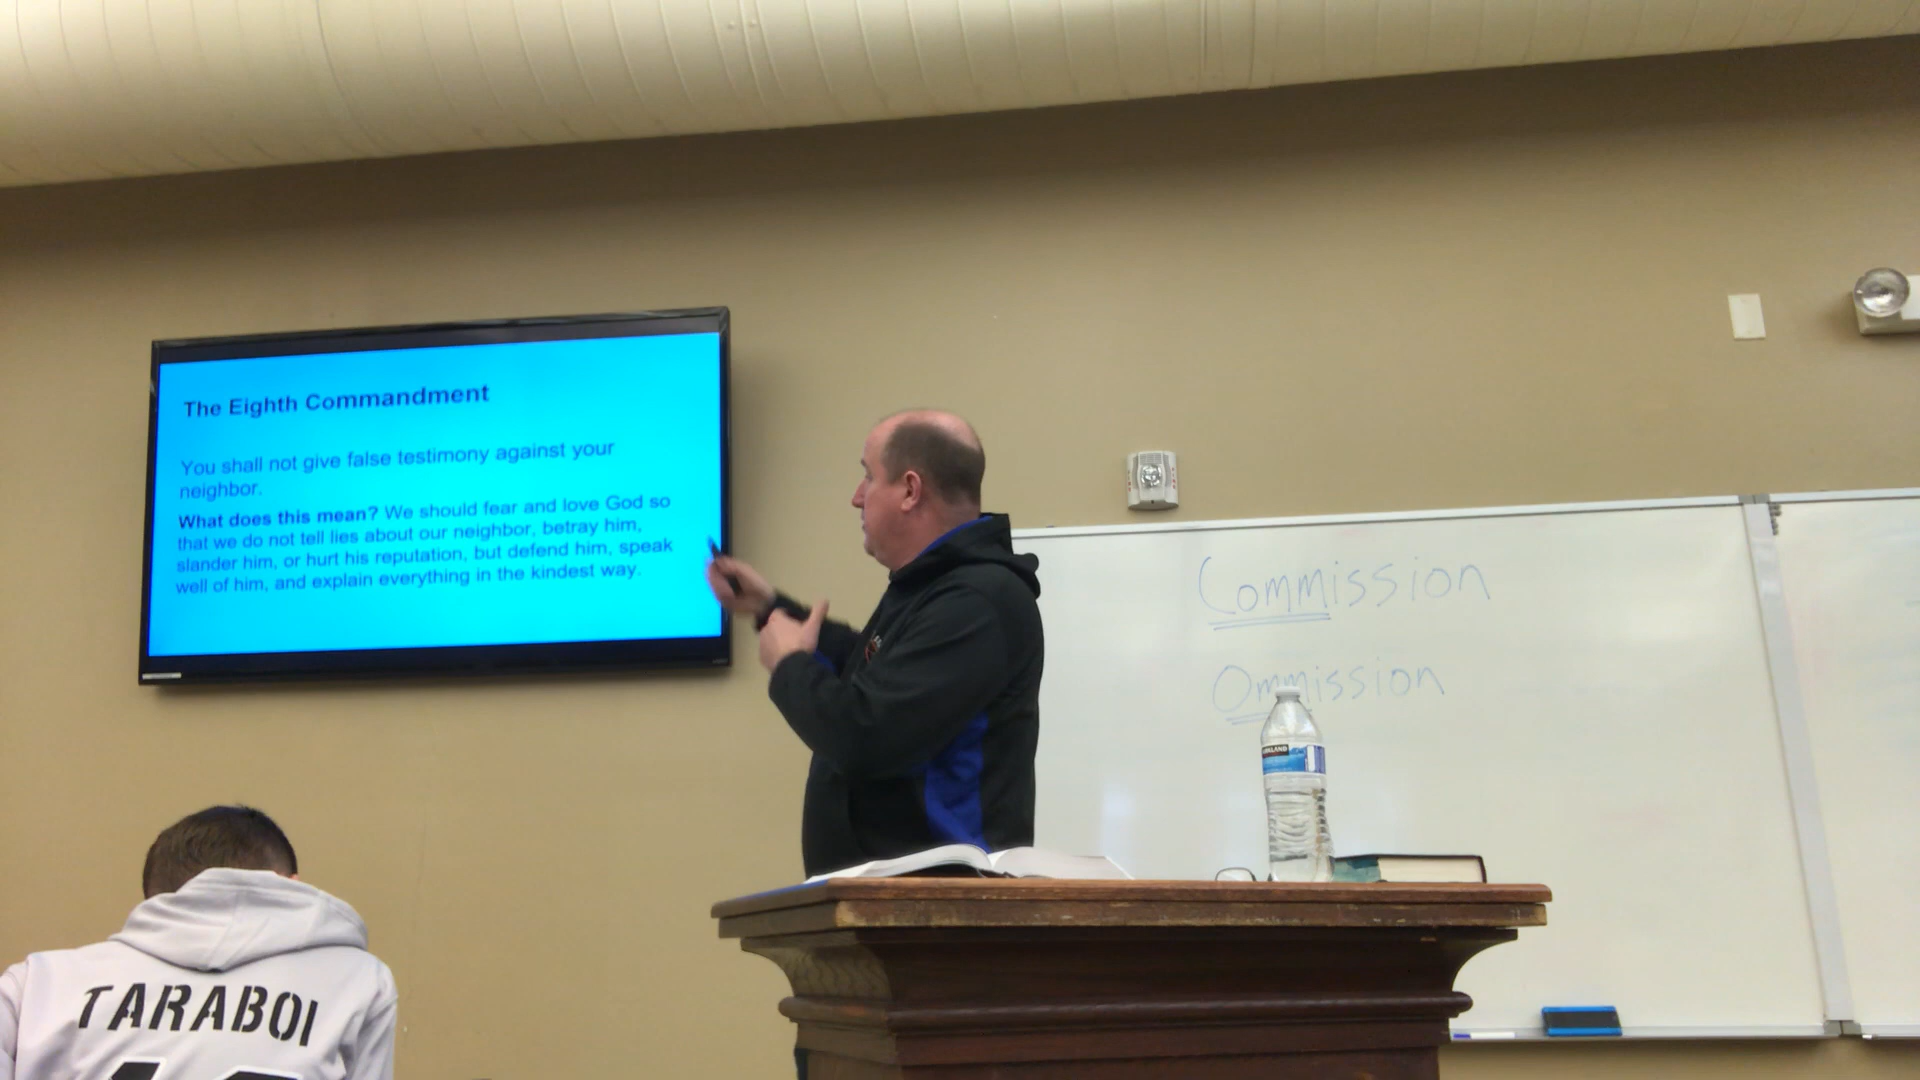 The Eighth Commandment
You shall not give false testimony against your
neighbor.
What does this mean? We should fear and love God so
that we do not tell lies about our neighbor, betray him,
slander him, or hurt his reputation, but defend him, speak
well of him, and explain everything in the kindest way.
Commission
Ommission
KIRKLAND
TARABOI